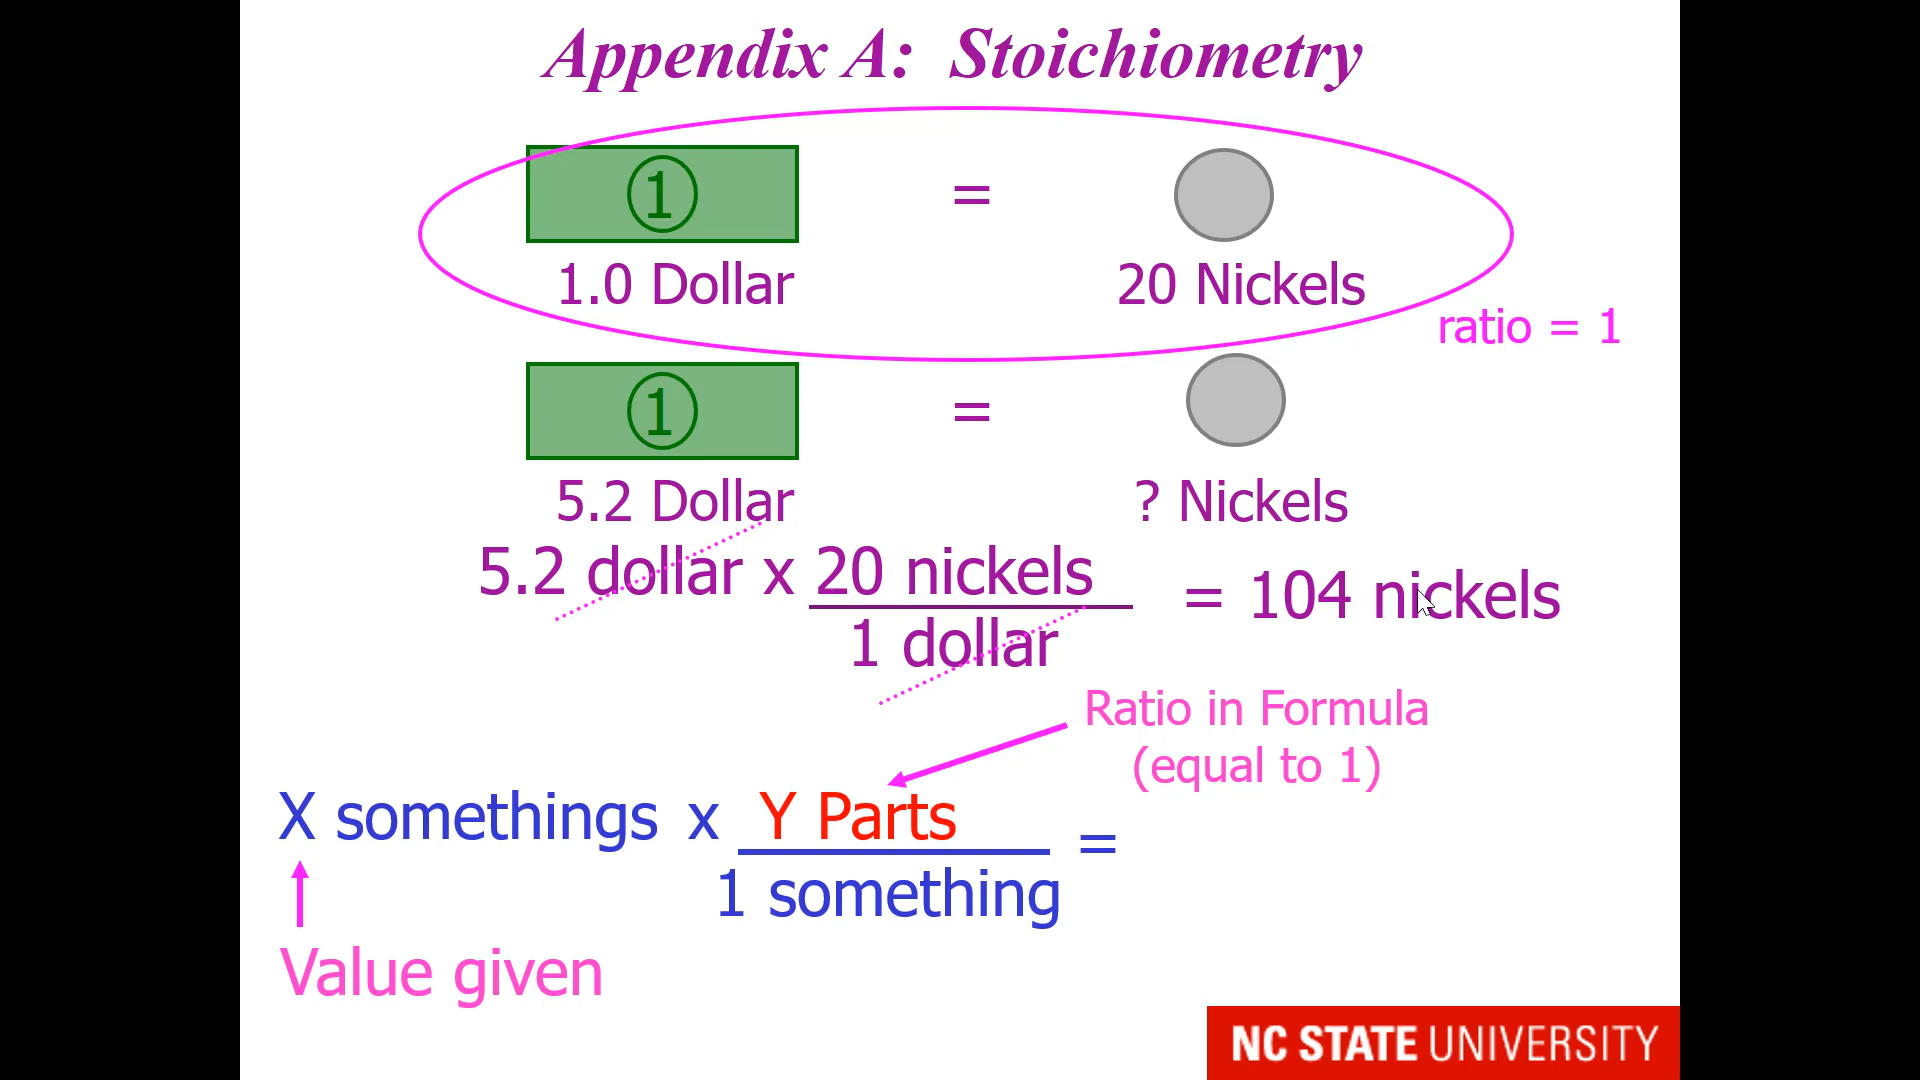 Appendix A: Stoichiometry
1 =
1.0 Dollar 20 Nickels
ratio = 1
1 =
5.2 Dollar ? Nickels
5.2 dollar x 20 nickels = 104 nickels
1 dollar
Ratio in Formula
(equal to 1)
X somethings x Y Parts =
1 something
Value given
NC STATE UNIVERSITY